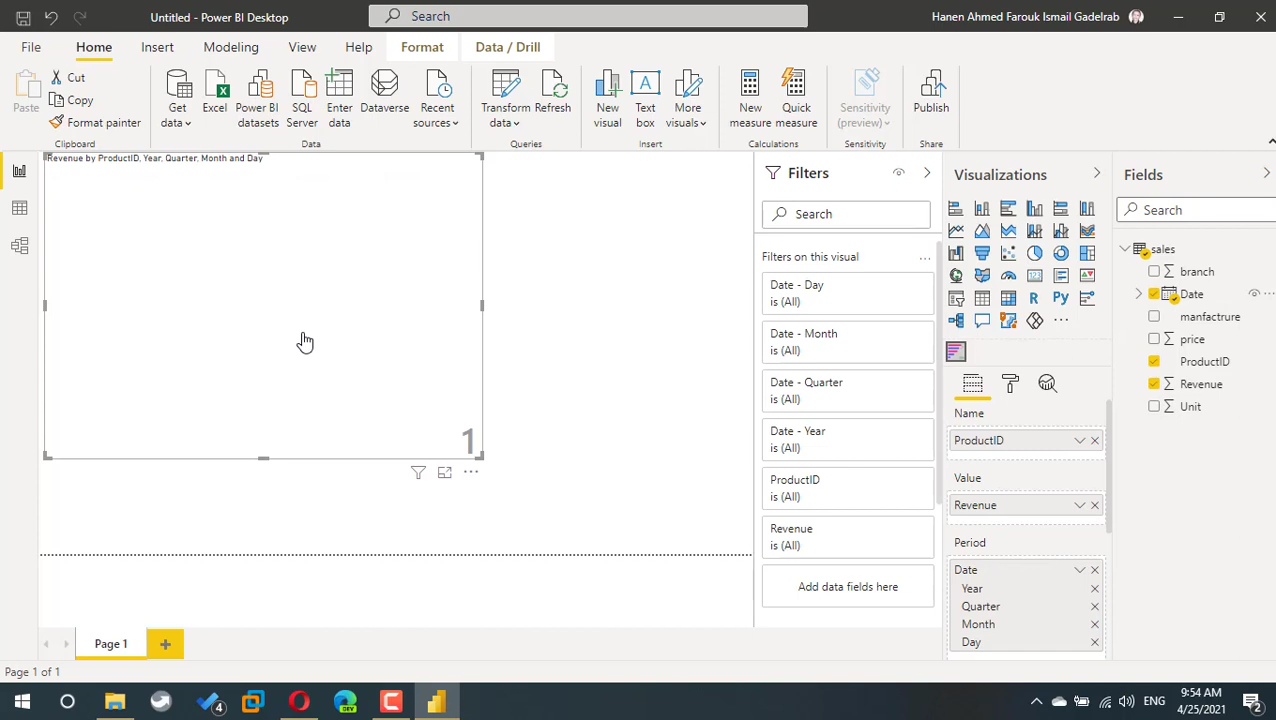 Untitled - Power BI Desktop
Search
Hanen Ahmed Farouk Ismail Gadelrab
File
Home
Insert
Modeling
View
Help
Format
Data / Drill
Paste
Cut
Copy
Format painter
Clipboard
Get data
Excel
Power BI datasets
SQL Server
Enter data
Dataverse
Recent sources
Data
Transform data
Refresh
Queries
New visual
Text box
More visuals
Insert
New measure
Quick measure
Calculations
Sensitivity (preview)
Sensitivity
Publish
Share
Revenue by ProductID, Year, Quarter, Month and Day
1
Filters
Search
Filters on this visual
Date - Day
is (All)
Date - Month
is (All)
Date - Quarter
is (All)
Date - Year
is (All)
ProductID
is (All)
Revenue
is (All)
Add data fields here
Visualizations
R
Py
Name
ProductID
Value
Revenue
Period
Date
Year
Quarter
Month
Day
Fields
Search
sales
branch
Date
manfactrure
price
ProductID
Revenue
Unit
Page 1
Page 1 of 1
4
DEV
ENG
9:54 AM
4/25/2021
2